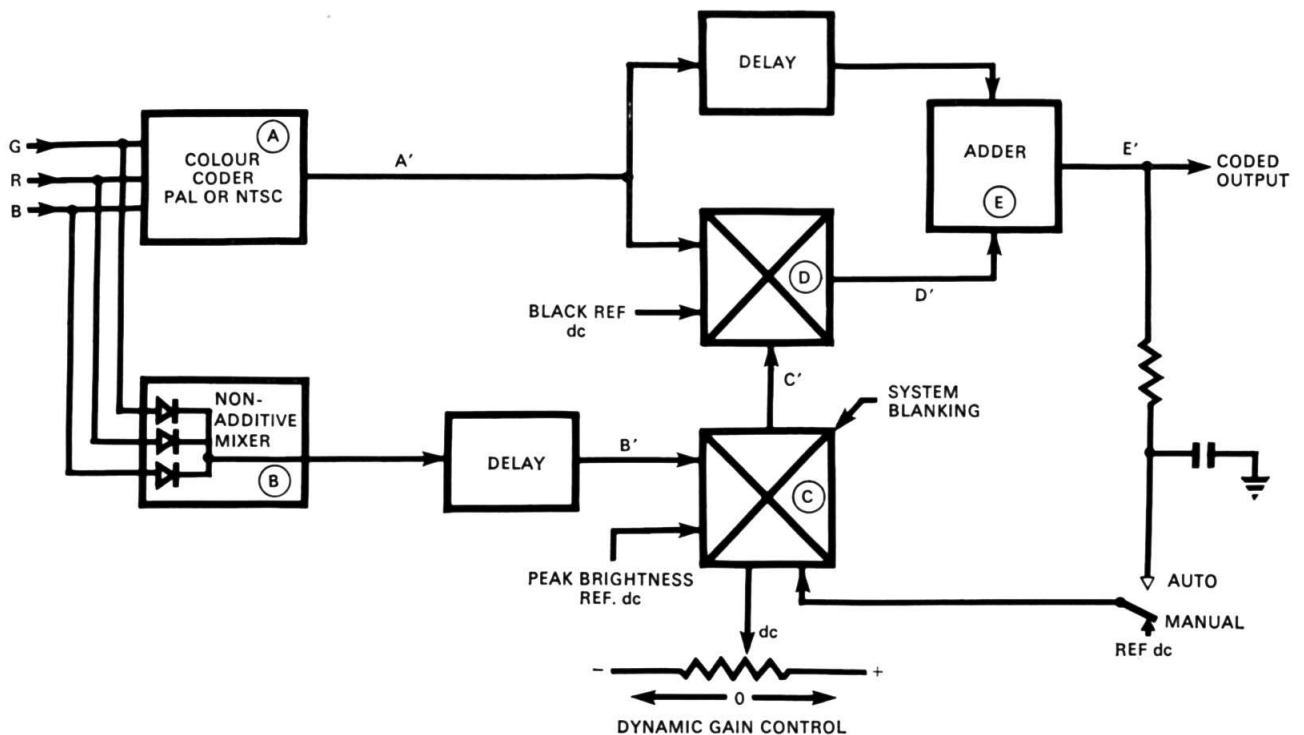 DELAY
G
R
B
A
COLOUR
CODER
PAL OR NTSC
A'
ADDER
E
E'
CODED
OUTPUT
D
D'
BLACK REF
dc
C'
SYSTEM
BLANKING
NON-
ADDITIVE
MIXER
B
DELAY
B'
C
PEAK BRIGHTNESS
REF. dc
AUTO
MANUAL
REF dc
dc
- +
0
DYNAMIC GAIN CONTROL